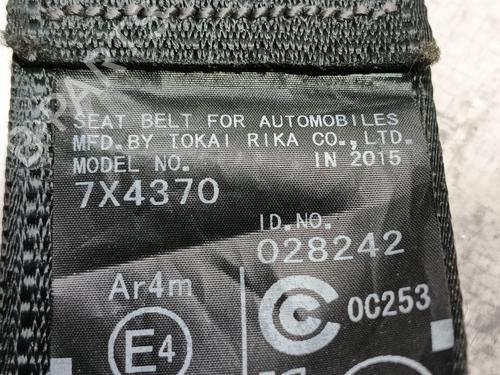 SEAT BELT FOR AUTOMOBILES
MFD. BY TOKAI RIKA CO., LTD.
MODEL NO. IN 2015
7X4370
ID. NO.
028242
Ar4m
E4
0C253